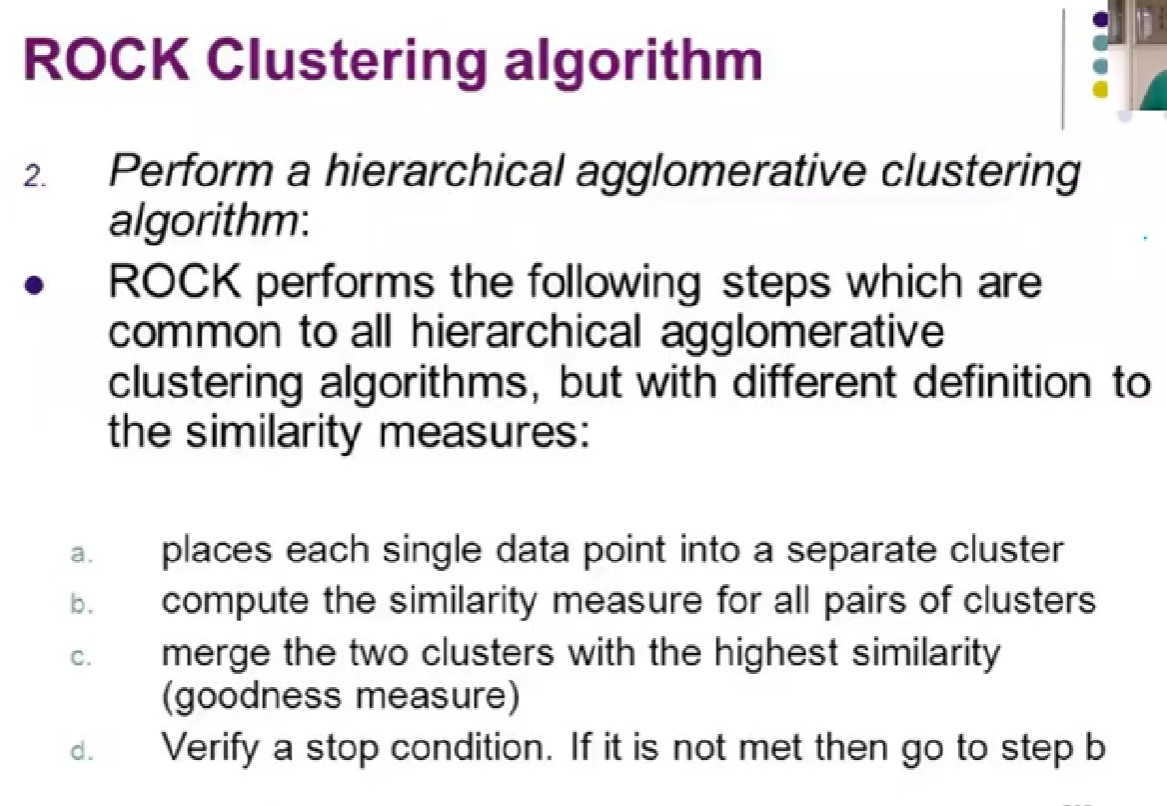 ROCK Clustering algorithm
2. Perform a hierarchical agglomerative clustering
algorithm:
● ROCK performs the following steps which are
common to all hierarchical agglomerative
clustering algorithms, but with different definition to
the similarity measures:
a. places each single data point into a separate cluster
b. compute the similarity measure for all pairs of clusters
c. merge the two clusters with the highest similarity
(goodness measure)
d. Verify a stop condition. If it is not met then go to step b